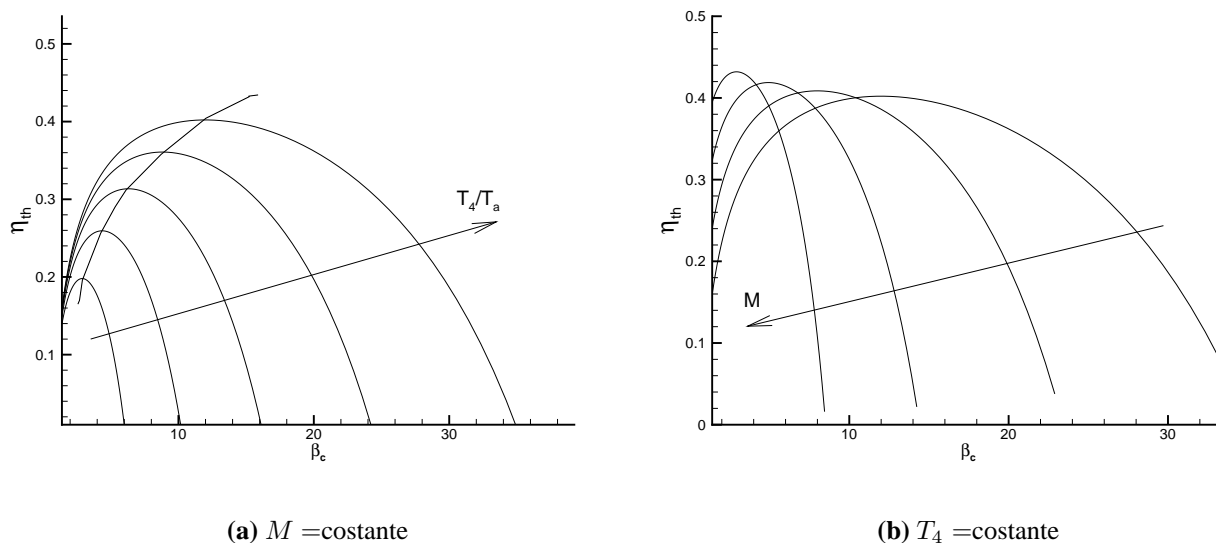 0.5
0.4
0.3
0.2
0.1
η_th
10
20
30
β_c
T_4/T_a
(a) M =costante
0.5
0.4
0.3
0.2
0.1
0
η_th
10
20
30
β_c
M
(b) T_4 =costante